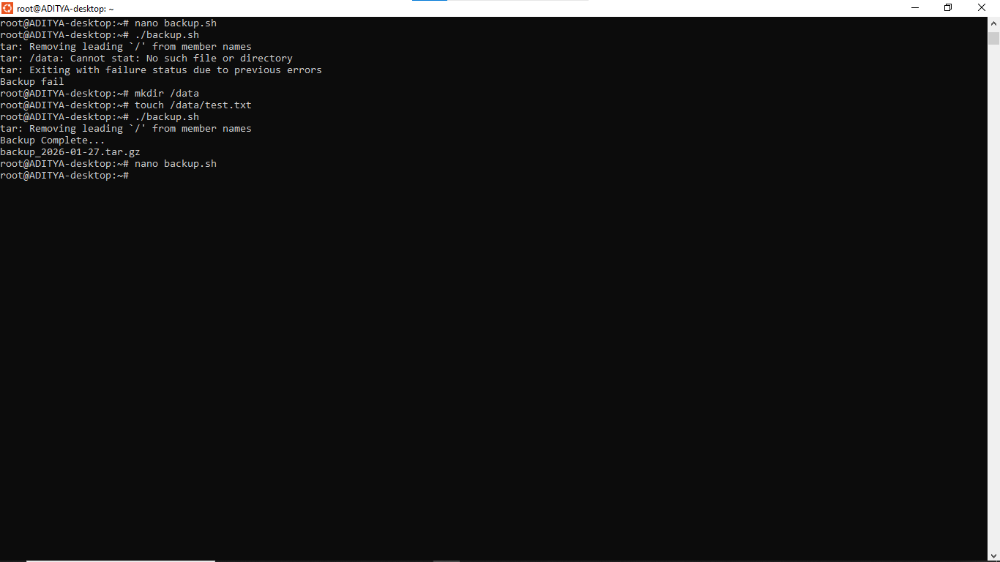 root@ADITYA-desktop: ~
root@ADITYA-desktop:~# nano backup.sh
root@ADITYA-desktop:~# ./backup.sh
tar: Removing leading `/' from member names
tar: /data: Cannot stat: No such file or directory
tar: Exiting with failure status due to previous errors
Backup fail
root@ADITYA-desktop:~# mkdir /data
root@ADITYA-desktop:~# touch /data/test.txt
root@ADITYA-desktop:~# ./backup.sh
tar: Removing leading `/' from member names
Backup Complete...
backup_2026-01-27.tar.gz
root@ADITYA-desktop:~# nano backup.sh
root@ADITYA-desktop:~#